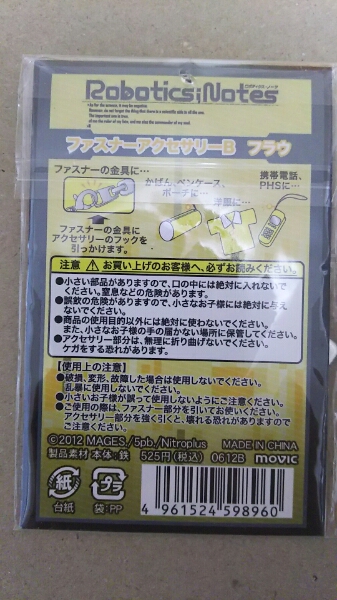 Robotics;Notes
ファスナーアクセサリーB フラウ
ファスナーの金具に…
かばん、ペンケース、
ポーチに…
洋服に…
携帯電話、
PHSに…
ファスナーの金具に
アクセサリーのフックを
引っかけます。
注意 お買い上げのお客様へ、必ずお読みください。
●小さい部品がありますので、口の中には絶対に入れないで
ください。窒息などの危険があります。
●誤飲の危険がありますので、小さなお子様には絶対に与え
ないでください。
●商品の使用目的以外には絶対に使わないでください。
また、小さなお子様の手の届かない場所に保管してください。
●アクセサリー部分は、無理に折り曲げないでください。
ケガをする恐れがあります。
【使用上の注意】
●破損、変形、故障した場合は使用しないでください。
乱暴に使用しないでください。
●小さいお子様が誤って使用しないようにご注意ください。
●ご使用の際は、ファスナー部分を引いてお使いください。
アクセサリー部分を強く引くと、壊れる恐れがありますので
ご注意ください。
©2012 MAGES./5pb./Nitroplus MADE IN CHINA
製品素材 本体:鉄 525円(税込) 0612B movic
紙
プラ
台紙
袋:PP
4 961524 598960